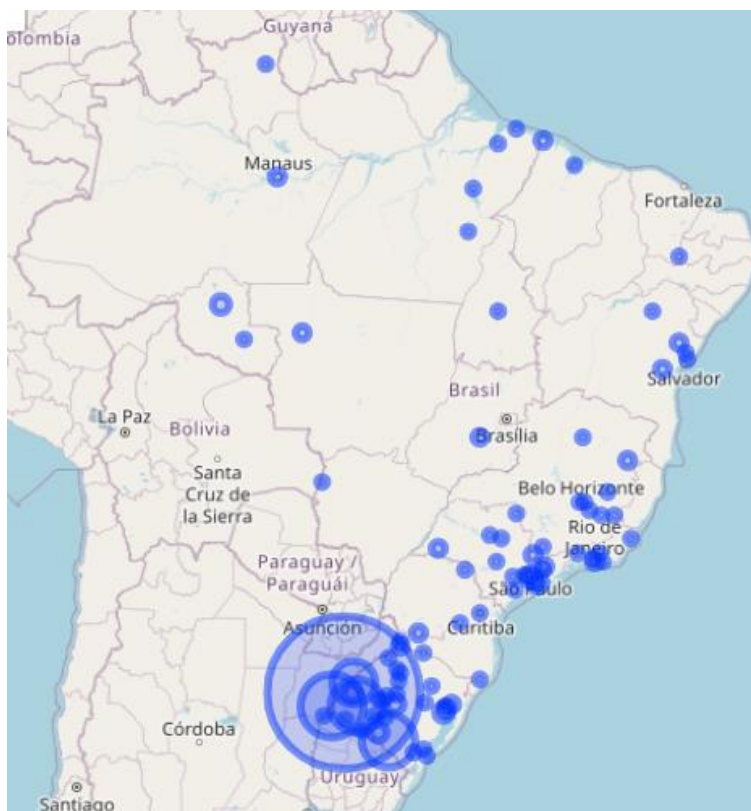 Guyana
olombia
Manaus
Fortaleza
Salvador
Brasil
La Paz
Bolivia
Brasília
Santa
Cruz de
la Sierra
Belo Horizonte
Rio de
Janeiro
Paraguay /
Paraguái
São Paulo
Asunción
Curitiba
Córdoba
Uruguay
Santiago